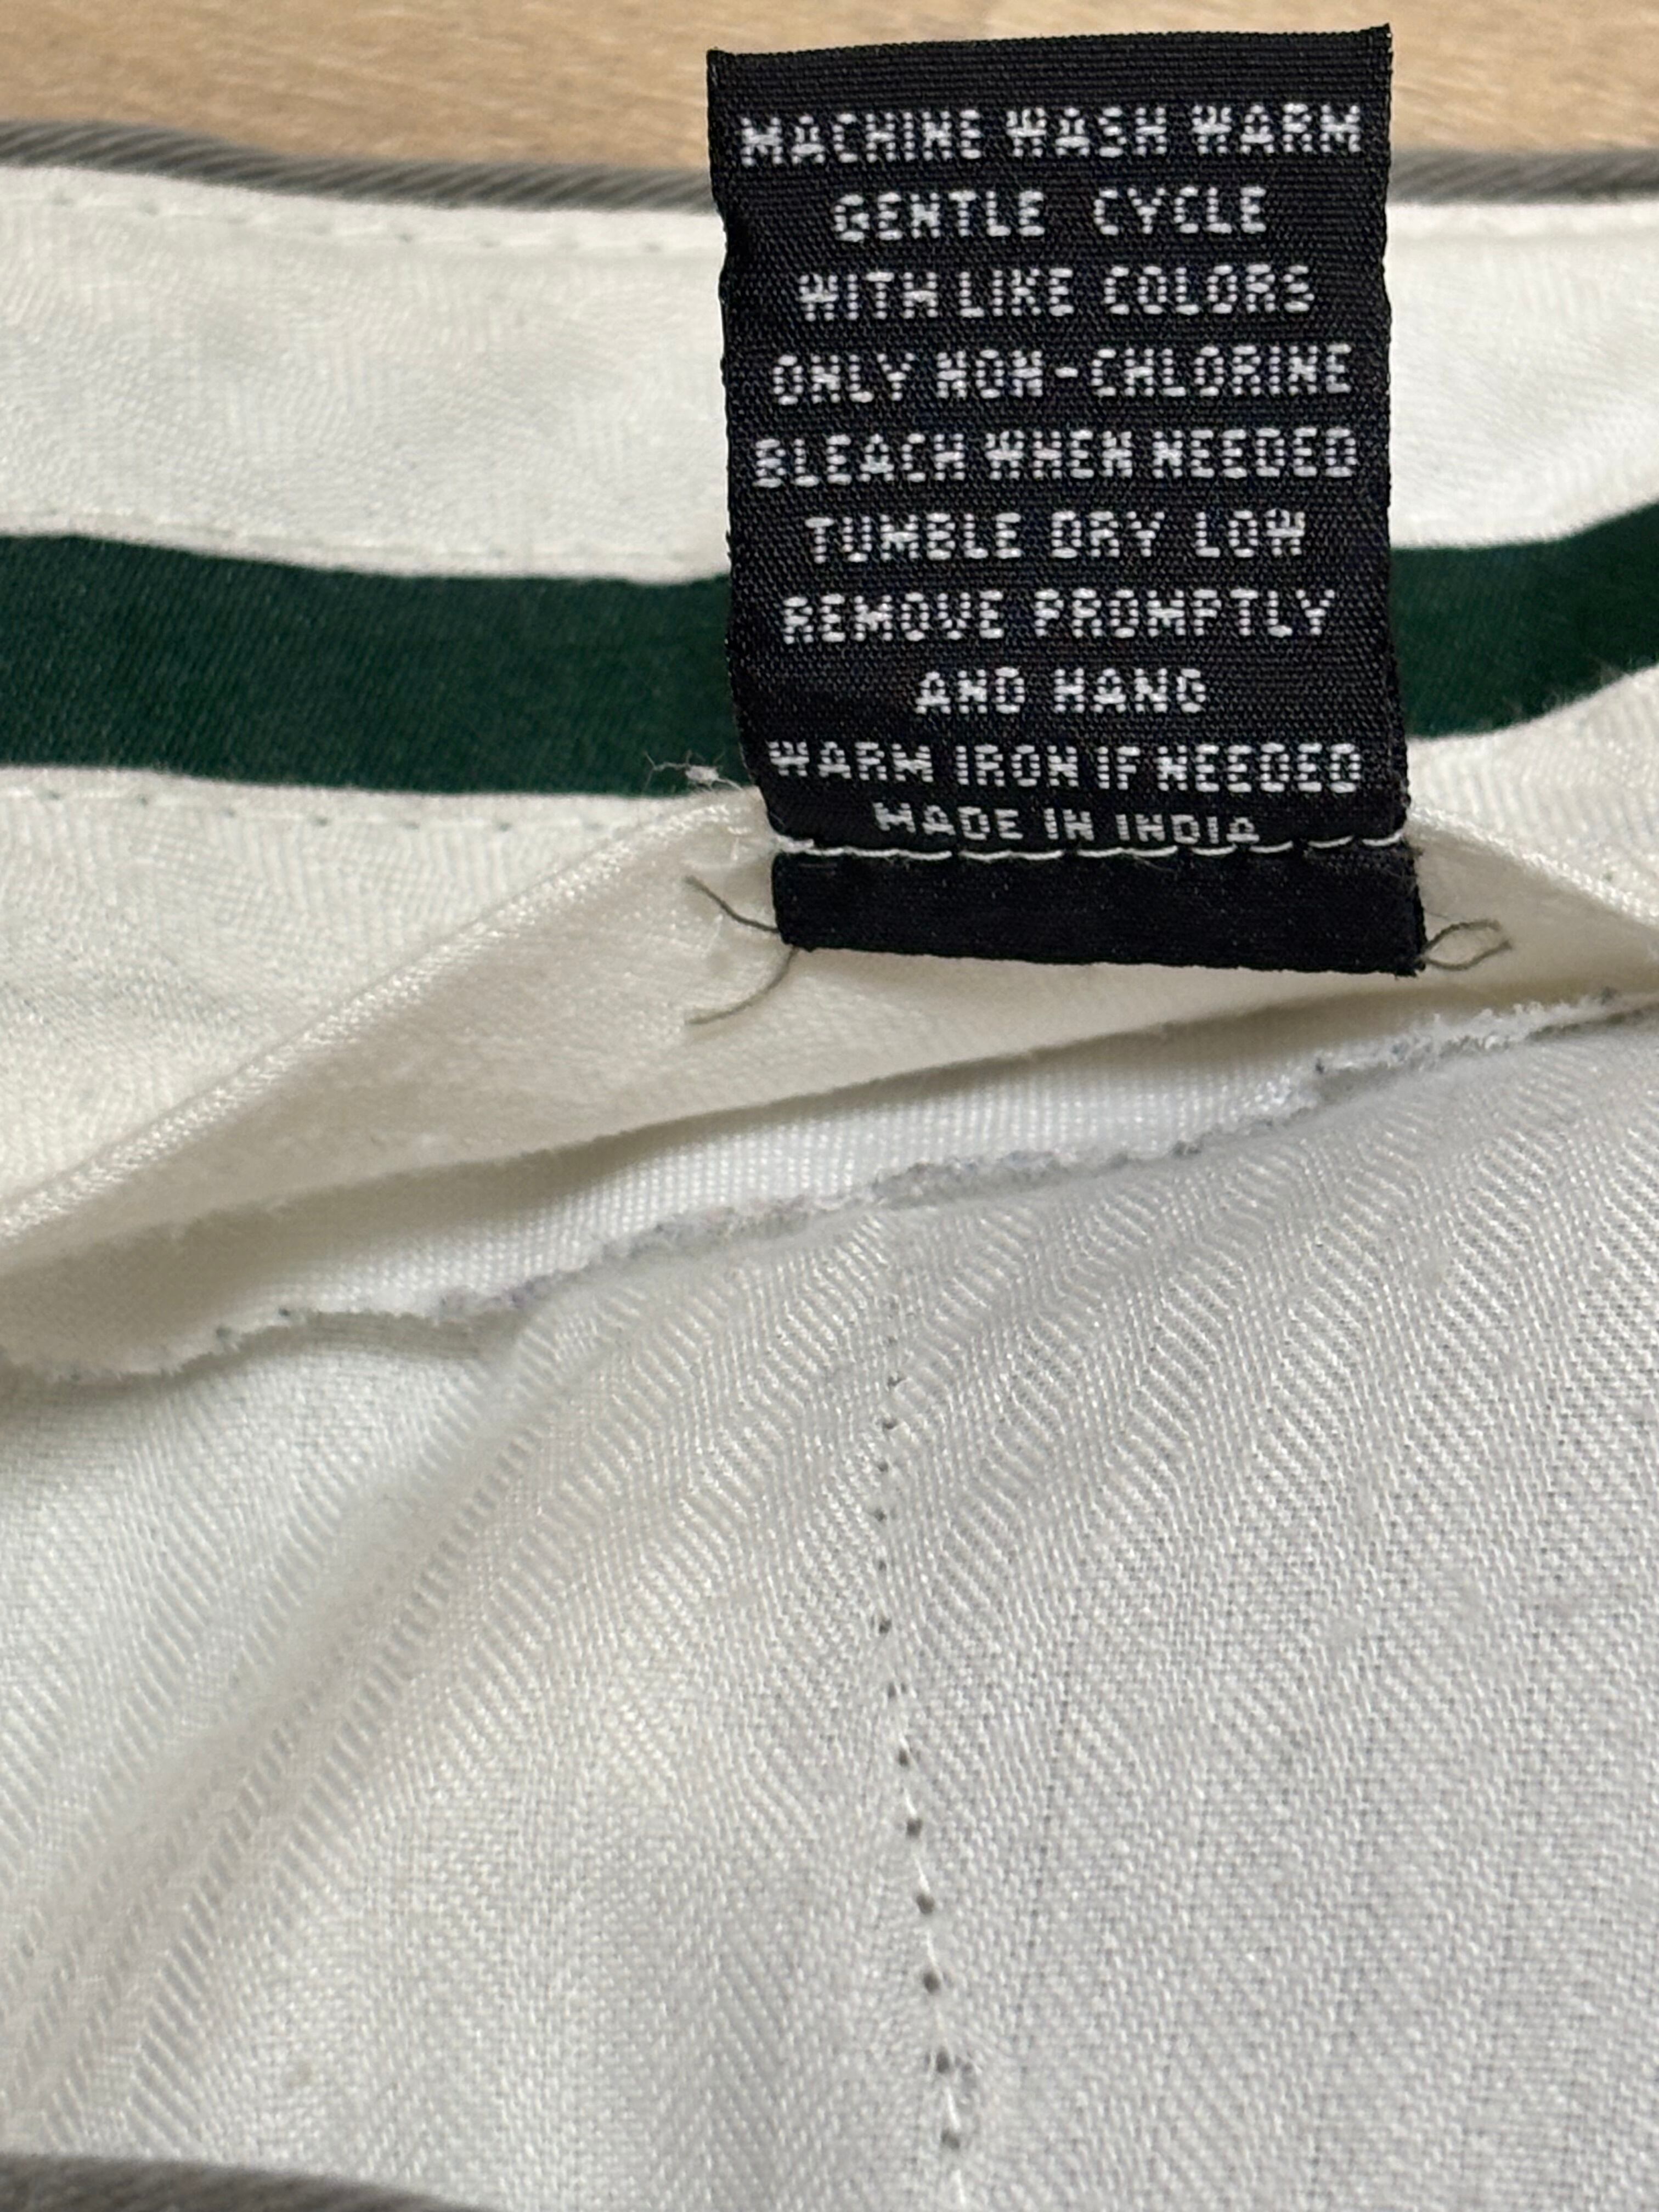 MACHINE WASH WARM
GENTLE CYCLE
WITH LIKE COLORS
ONLY NON-CHLORINE
BLEACH WHEN NEEDED
TUMBLE DRY LOW
REMOVE PROMPTLY
AND HANG
WARM IRON IF NEEDED
MADE IN INDIA